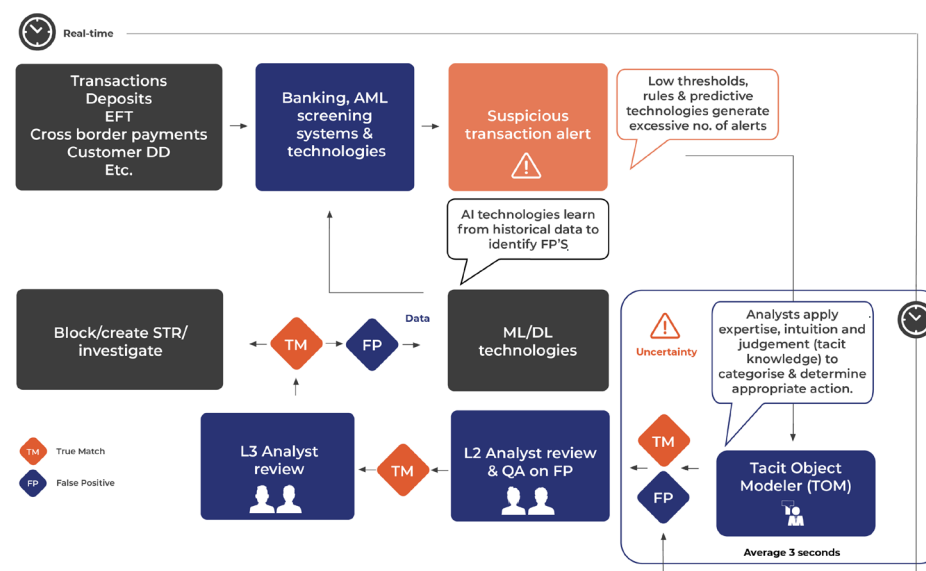 Real-time
Transactions
Deposits
EFT
Cross border payments
Customer DD
Etc.
Banking, AML
screening
systems &
technologies
Suspicious
transaction alert
Low thresholds,
rules & predictive
technologies generate
excessive no. of alerts
AI technologies learn
from historical data to
identify FP'S
Block/create STR/
investigate
TM
FP
Data
ML/DL
technologies
Uncertainty
Analysts apply
expertise, intuition and
judgement (tacit
knowledge) to
categorise & determine
appropriate action.
L3 Analyst
review
TM
L2 Analyst review
& QA on FP
TM
FP
Tacit Object
Modeler (TOM)
Average 3 seconds
TM True Match
FP False Positive